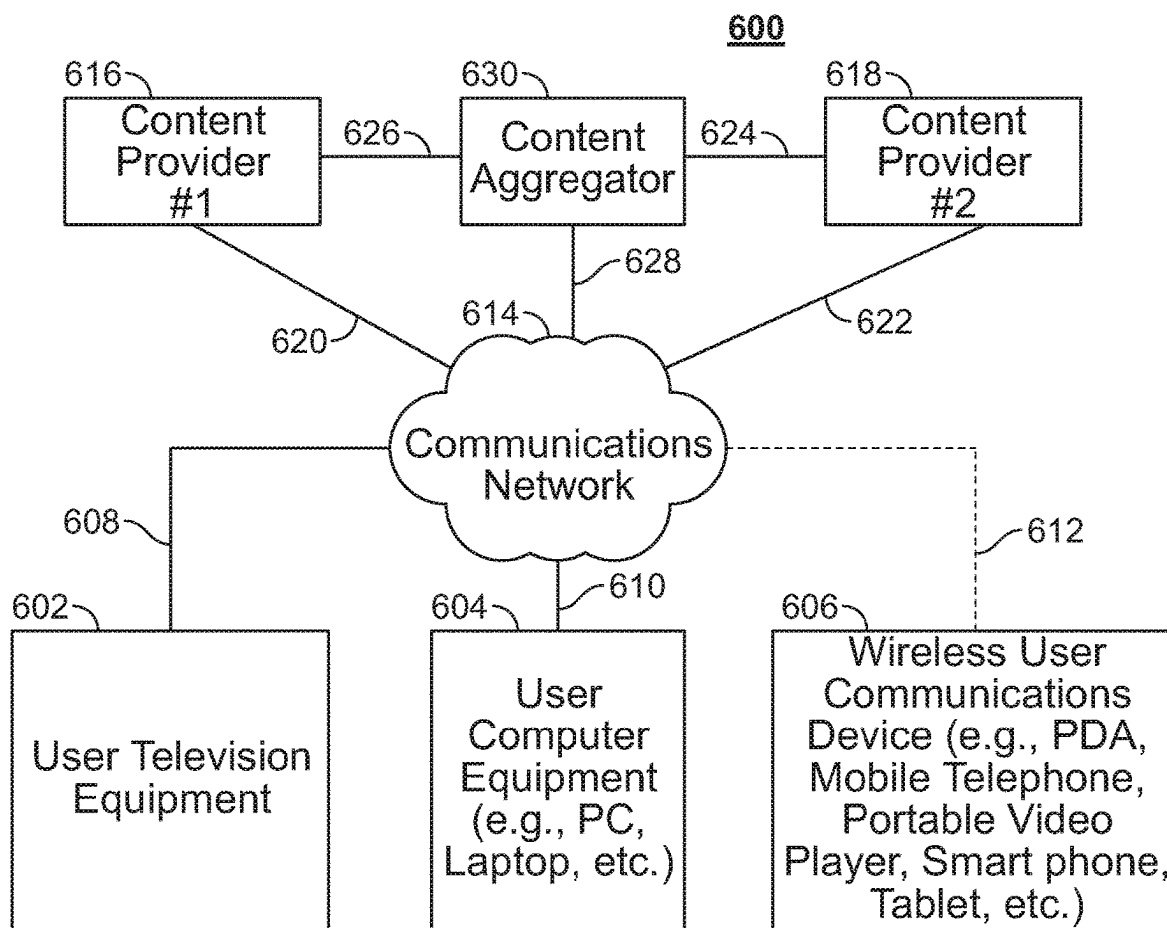 600
616
630
618
Content
Provider
#1
626
Content
Aggregator
624
Content
Provider
#2
628
614
620
622
Communications
Network
608
612
610
602
604
606
User Television
Equipment
User
Computer
Equipment
(e.g., PC,
Laptop, etc.)
Wireless User
Communications
Device (e.g., PDA,
Mobile Telephone,
Portable Video
Player, Smart phone,
Tablet, etc.)